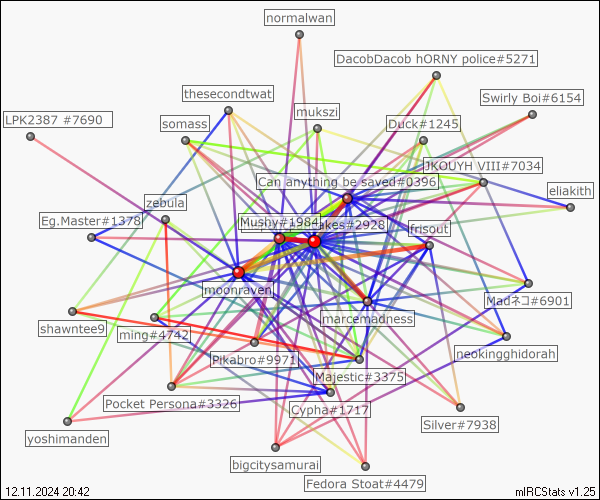 normalwan
DacobDacob hORNY police#5271
thesecondtwat
Swirly Boi#6154
mukszi
LPK2387 #7690
somass
Duck#1245
JKOUYH VIII#7034
Can anything be saved#0396
eliakith
zebula
Eg.Master#1378
Mushy#1984
akes#2928
frisout
moonraven
Madネコ#6901
marcemadness
shawntee9
ming#4742
neokingghidorah
Pikabro#9971
Majestic#3375
Pocket Persona#3326
Cypha#1717
Silver#7938
yoshimanden
bigcitysamurai
Fedora Stoat#4479
12.11.2024 20:42
mIRCStats v1.25